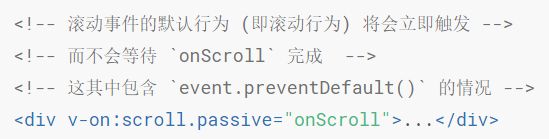 <!-- 滚动事件的默认行为 (即滚动行为) 将会立即触发 -->
<!-- 而不会等待 `onScroll` 完成  -->
<!-- 这其中包含 `event.preventDefault()` 的情况 -->
<div v-on:scroll.passive="onScroll">...</div>